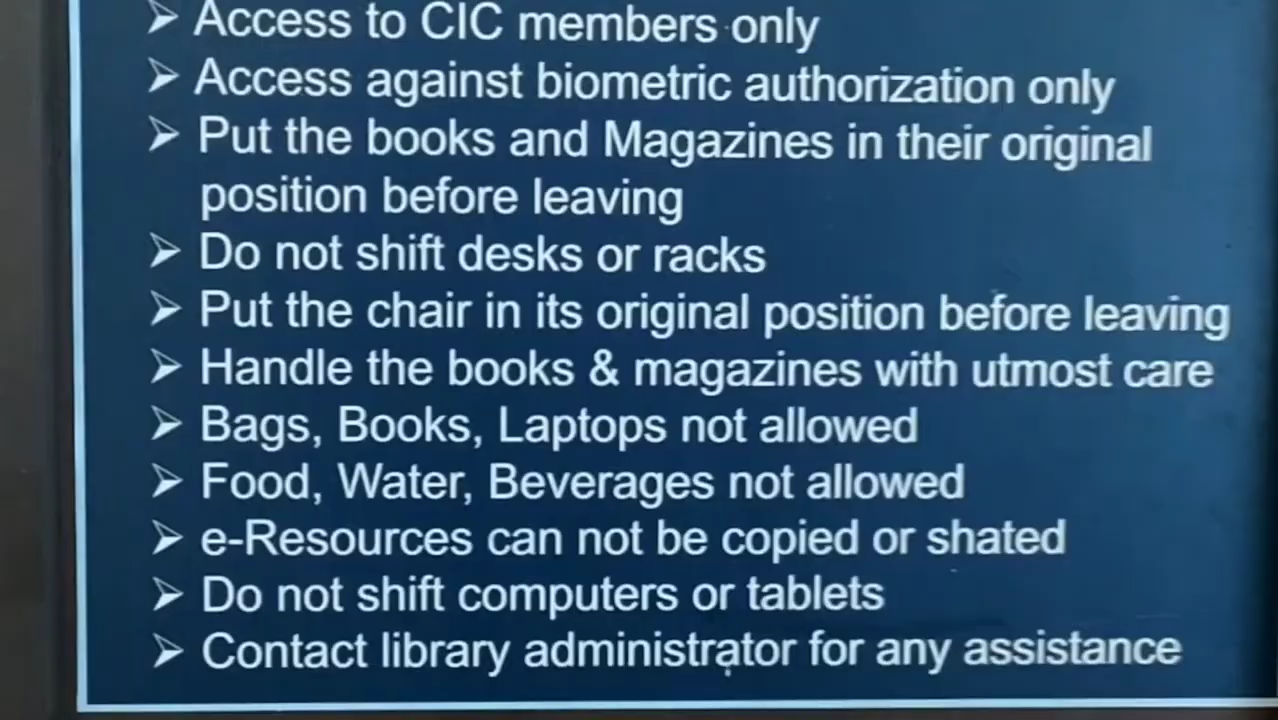 ➢ Access to CIC members only
➢ Access against biometric authorization only
➢ Put the books and Magazines in their original
position before leaving
➢ Do not shift desks or racks
➢ Put the chair in its original position before leaving
➢ Handle the books & magazines with utmost care
➢ Bags, Books, Laptops not allowed
➢ Food, Water, Beverages not allowed
➢ e-Resources can not be copied or shated
➢ Do not shift computers or tablets
➢ Contact library administrator for any assistance